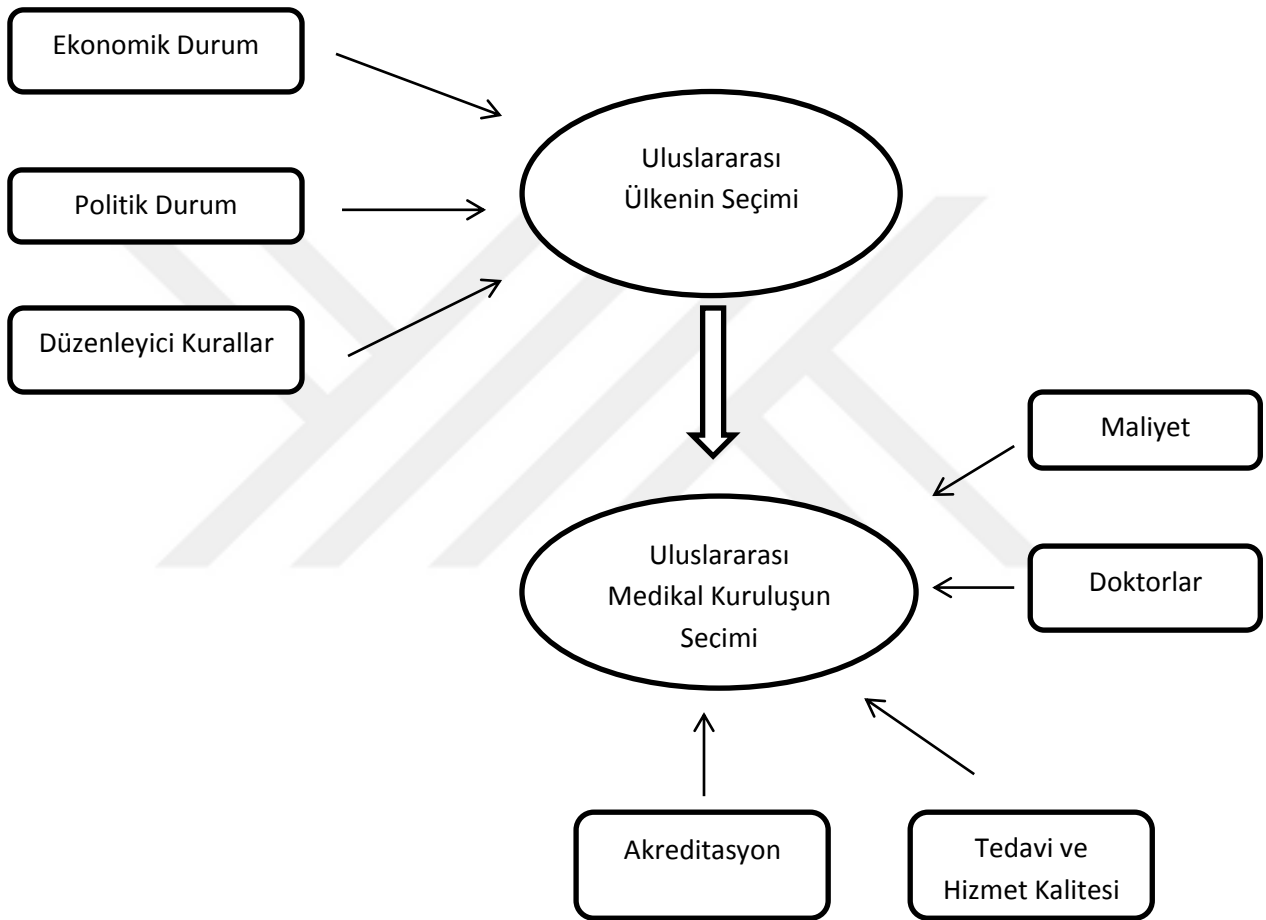 Ekonomik Durum
Uluslararası
Ülkenin Seçimi
Politik Durum
Düzenleyici Kurallar
Maliyet
Uluslararası
Medikal Kuruluşun
Secimi
Doktorlar
Akreditasyon
Tedavi ve
Hizmet Kalitesi